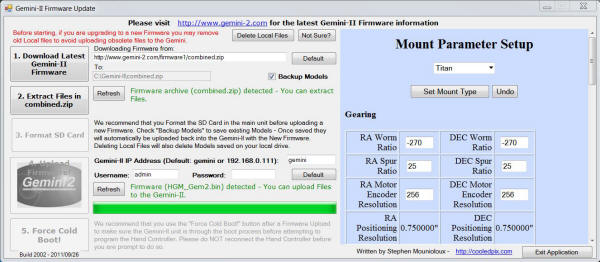 Gemini-II Firmware Update
Please visit http://www.gemini-2.com for the latest Gemini-II Firmware information
Before starting, if you are upgrading to a new Firmware you may remove
old Local Files to avoid uploading obsolete files to the Gemini.
Delete Local Files
Not Sure?
1. Download Latest
Gemini-II
Firmware
Downloading Firmware from:
http://www.gemini-2.com/firmware1/combined.zip
Default
To:
C:\Gemini-II\combined.zip
Backup Models
2. Extract Files in
combined.zip
Refresh
Firmware archive (combined.zip) detected - You can extract
Files.
3. Format SD Card
We recommend that you Format the SD Card in the main unit before uploading a
new Firmware. Check "Backup Models" to save existing Models - Once saved they
will automatically be uploaded back into the Gemini-II with the New Firmware.
Deleting Local Files will also delete Models saved on your local drive.
4. Upload
Firmware
Gemini2
Gemini-II IP Address (Default: gemini or 192.168.0.111):
gemini
Username:
admin
Password:
Default
Refresh
Firmware (HGM_Gem2.bin) detected - You can upload Files
to the Gemini-II.
5. Force Cold
Boot!
We recommend that you use the "Force Cold Boot!" button after a Firmware Upload
to make sure the Gemini-II unit is through the boot process before attempting to
program the Hand Controller. Please do NOT reconnect the Hand Controller before
you are prompt to do so.
Build 2002 - 2011/09/26
Mount Parameter Setup
Titan
Set Mount Type
Undo
Gearing
RA Worm
Ratio
-270
DEC Worm
Ratio
-270
RA Spur
Ratio
25
DEC Spur
Ratio
25
RA Motor
Encoder
Resolution
256
DEC Motor
Encoder
Resolution
256
RA
Positioning
Resolution
0.750000"
DEC
Positioning
Resolution
0.750000"
Written by Stephen Mounioloux - http://cooledpix.com
Exit Application